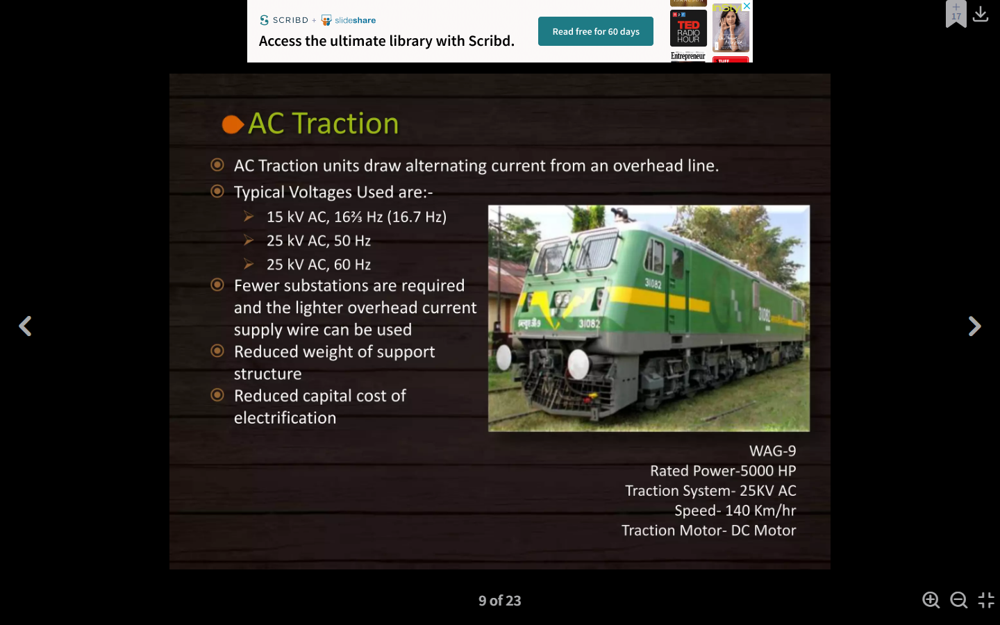 SCRIBD + slideshare
Access the ultimate library with Scribd.
Read free for 60 days
TED
RADIO
HOUR
Entrepreneur
InSty
+
17
AC Traction
AC Traction units draw alternating current from an overhead line.
Typical Voltages Used are:-
15 kV AC, 16⅔ Hz (16.7 Hz)
25 kV AC, 50 Hz
25 kV AC, 60 Hz
Fewer substations are required
and the lighter overhead current
supply wire can be used
Reduced weight of support
structure
Reduced capital cost of
electrification
31082
31082
31082
WAG-9
Rated Power-5000 HP
Traction System- 25KV AC
Speed- 140 Km/hr
Traction Motor- DC Motor
9 of 23